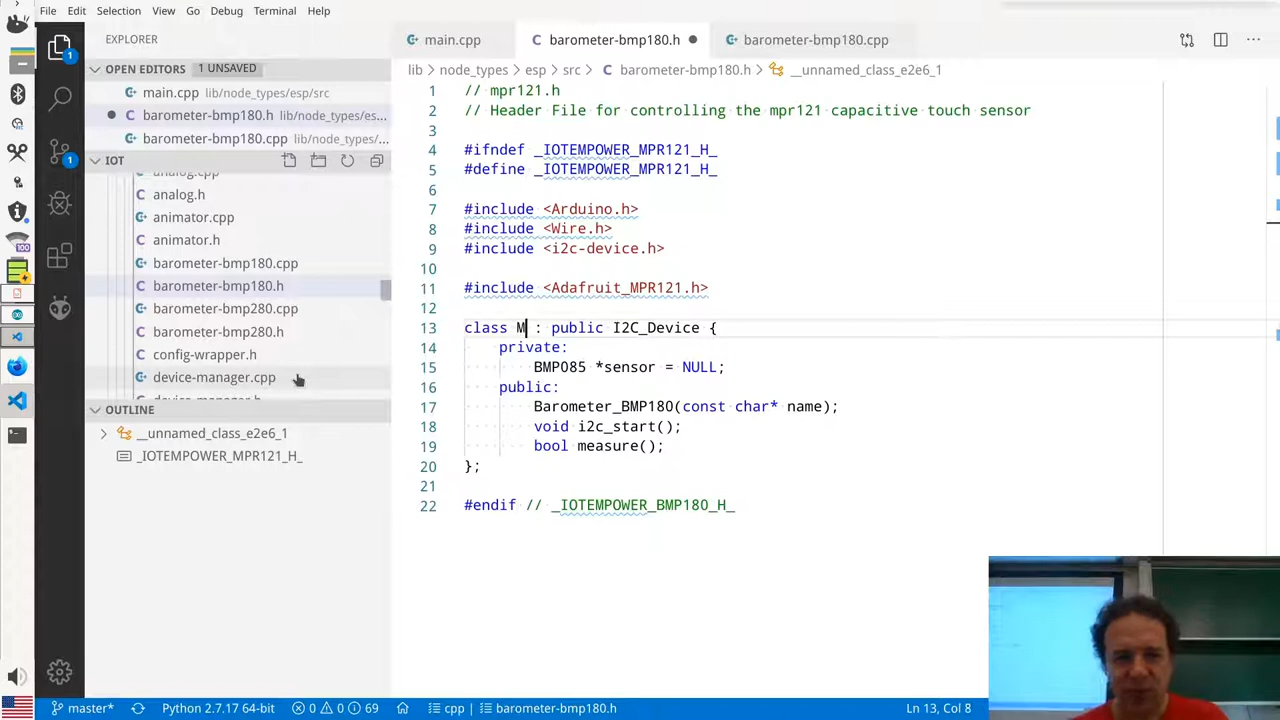 File Edit Selection View Go Debug Terminal Help
EXPLORER
OPEN EDITORS 1 UNSAVED
main.cpp lib/node_types/esp/src
barometer-bmp180.h lib/node_types/es...
barometer-bmp180.cpp lib/node_types/...
IOT
analog.cpp
analog.h
animator.cpp
animator.h
barometer-bmp180.cpp
barometer-bmp180.h
barometer-bmp280.cpp
barometer-bmp280.h
config-wrapper.h
device-manager.cpp
device-manager.h
OUTLINE
__unnamed_class_e2e6_1
_IOTEMPOWER_MPR121_H_
main.cpp barometer-bmp180.h barometer-bmp180.cpp
lib node_types esp src barometer-bmp180.h __unnamed_class_e2e6_1
1 // mpr121.h
2 // Header File for controlling the mpr121 capacitive touch sensor
3
4 #ifndef _IOTEMPOWER_MPR121_H_
5 #define _IOTEMPOWER_MPR121_H_
6
7 #include <Arduino.h>
8 #include <Wire.h>
9 #include <i2c-device.h>
10
11 #include <Adafruit_MPR121.h>
12
13 class M : public I2C_Device {
14 private:
15 BMP085 *sensor = NULL;
16 public:
17 Barometer_BMP180(const char* name);
18 void i2c_start();
19 bool measure();
20 };
21
22 #endif // _IOTEMPOWER_BMP180_H_
1
1
100
master* Python 2.7.17 64-bit 0 0 69 cpp barometer-bmp180.h Ln 13, Col 8